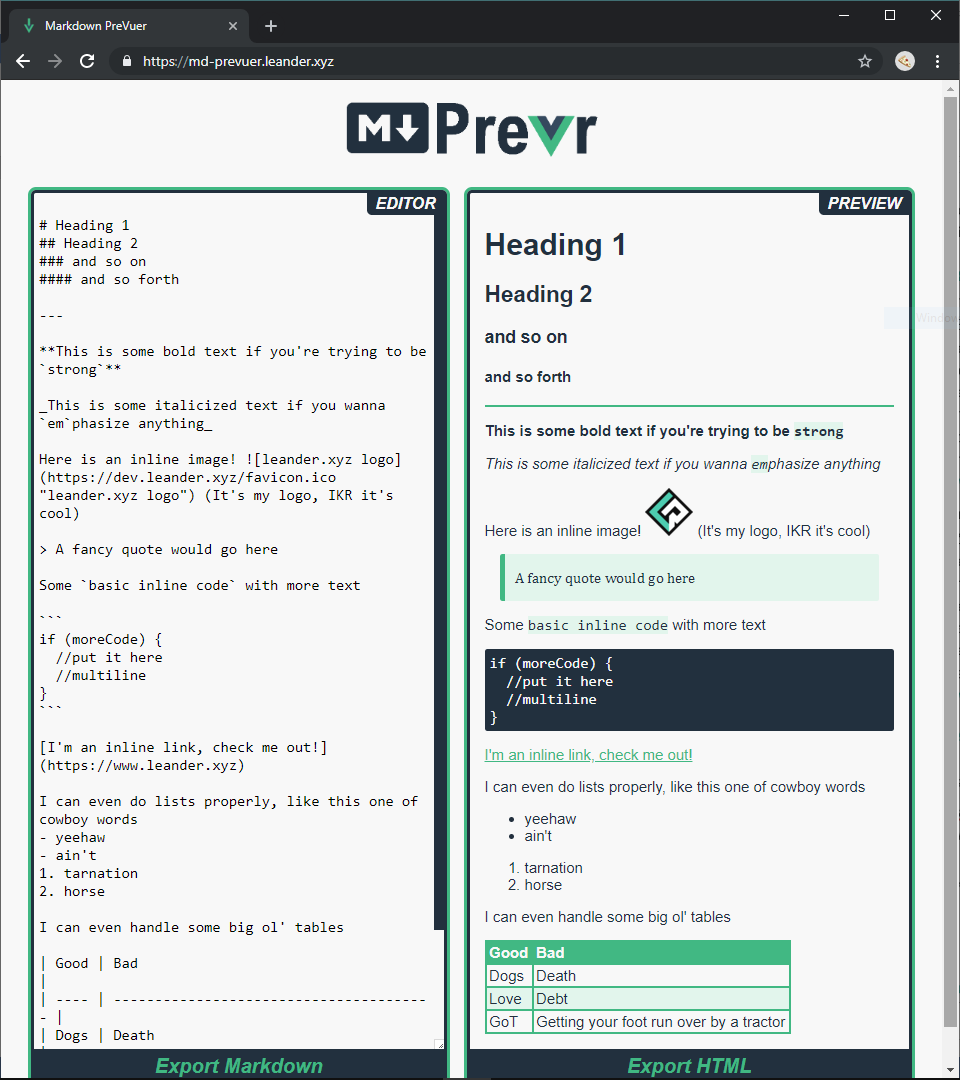 Markdown PreVuer
https://md-prevuer.leander.xyz
M Prevr
EDITOR
# Heading 1
## Heading 2
### and so on
#### and so forth
---
**This is some bold text if you're trying to be
`strong`**
_This is some italicized text if you wanna
`em`phasize anything_
Here is an inline image! ![leander.xyz logo]
(https://dev.leander.xyz/favicon.ico
"leander.xyz logo") (It's my logo, IKR it's
cool)
> A fancy quote would go here
Some `basic inline code` with more text
```
if (moreCode) {
  //put it here
  //multiline
}
```
[I'm an inline link, check me out!]
(https://www.leander.xyz)
I can even do lists properly, like this one of
cowboy words
- yeehaw
- ain't
1. tarnation
2. horse
I can even handle some big ol' tables
| Good | Bad
|
| ---- | --------------------------------------
- |
| Dogs | Death
Export Markdown
PREVIEW
Heading 1
Heading 2
and so on
and so forth
This is some bold text if you're trying to be strong
This is some italicized text if you wanna emphasize anything
Here is an inline image! (It's my logo, IKR it's cool)
A fancy quote would go here
Some basic inline code with more text
if (moreCode) {
  //put it here
  //multiline
}
I'm an inline link, check me out!
I can even do lists properly, like this one of cowboy words
• yeehaw
• ain't
1. tarnation
2. horse
I can even handle some big ol' tables
Good Bad
Dogs Death
Love Debt
GoT Getting your foot run over by a tractor
Export HTML